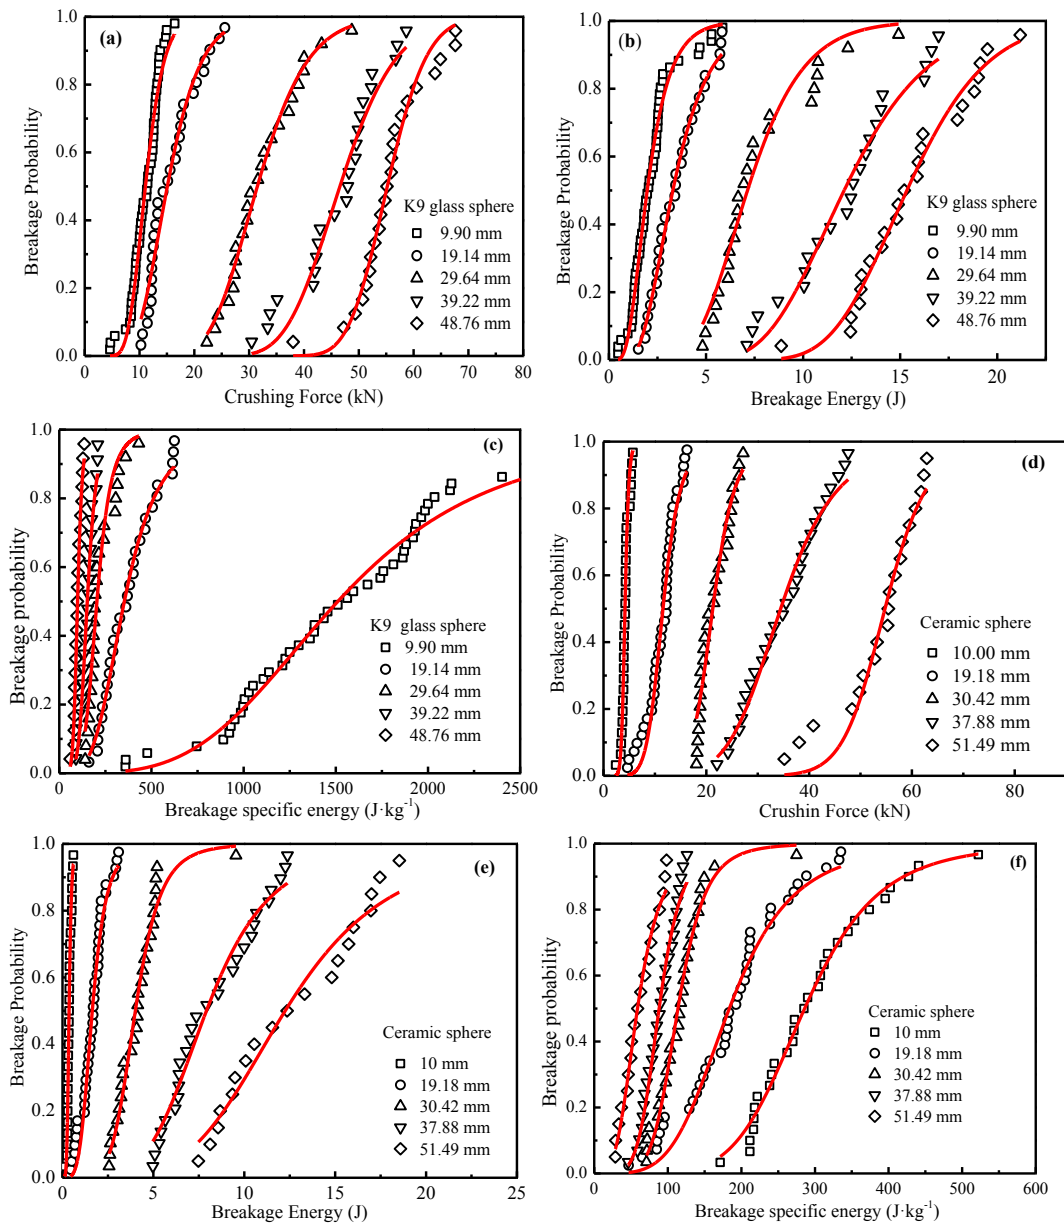 (a)
Breakage Probability
1.0
0.8
0.6
0.4
0.2
0.0
K9 glass sphere
9.90 mm
19.14 mm
29.64 mm
39.22 mm
48.76 mm
0 10 20 30 40 50 60 70 80
Crushing Force (kN)
(b)
Breakage Probability
1.0
0.8
0.6
0.4
0.2
0.0
K9 glass sphere
9.90 mm
19.14 mm
29.64 mm
39.22 mm
48.76 mm
0 5 10 15 20
Breakage Energy (J)
(c)
Breakage probability
1.0
0.8
0.6
0.4
0.2
0.0
K9 glass sphere
9.90 mm
19.14 mm
29.64 mm
39.22 mm
48.76 mm
0 500 1000 1500 2000 2500
Breakage specific energy (J·kg⁻¹)
(d)
Breakage Probability
1.0
0.8
0.6
0.4
0.2
0.0
Ceramic sphere
10.00 mm
19.18 mm
30.42 mm
37.88 mm
51.49 mm
0 20 40 60 80
Crushin Force (kN)
(e)
Breakage Probability
1.0
0.8
0.6
0.4
0.2
0.0
Ceramic sphere
10 mm
19.18 mm
30.42 mm
37.88 mm
51.49 mm
0 5 10 15 20 25
Breakage Energy (J)
(f)
Breakage probability
1.0
0.8
0.6
0.4
0.2
0.0
Ceramic sphere
10 mm
19.18 mm
30.42 mm
37.88 mm
51.49 mm
0 100 200 300 400 500 600
Breakage specific energy (J·kg⁻¹)